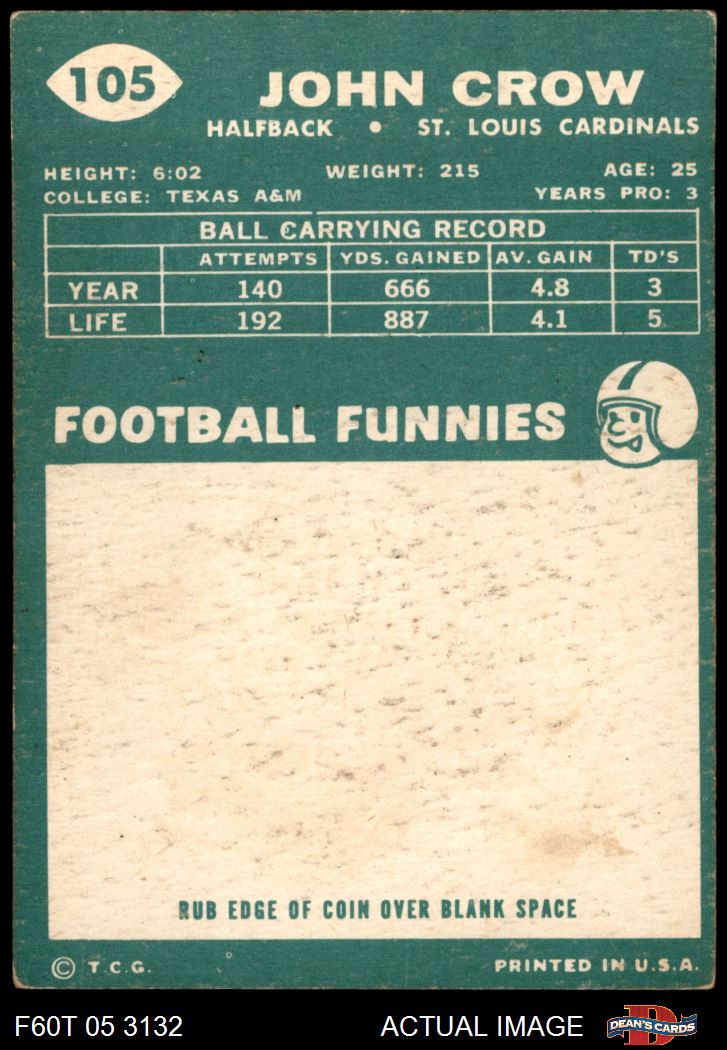 105
JOHN CROW
HALFBACK • ST. LOUIS CARDINALS
HEIGHT: 6:02 WEIGHT: 215 AGE: 25
COLLEGE: TEXAS A&M YEARS PRO: 3
BALL CARRYING RECORD
ATTEMPTS YDS. GAINED AV. GAIN TD'S
YEAR 140 666 4.8 3
LIFE 192 887 4.1 5
FOOTBALL FUNNIES
RUB EDGE OF COIN OVER BLANK SPACE
© T.C.G. PRINTED IN U.S.A.
F60T 05 3132 ACTUAL IMAGE DEAN'S CARDS